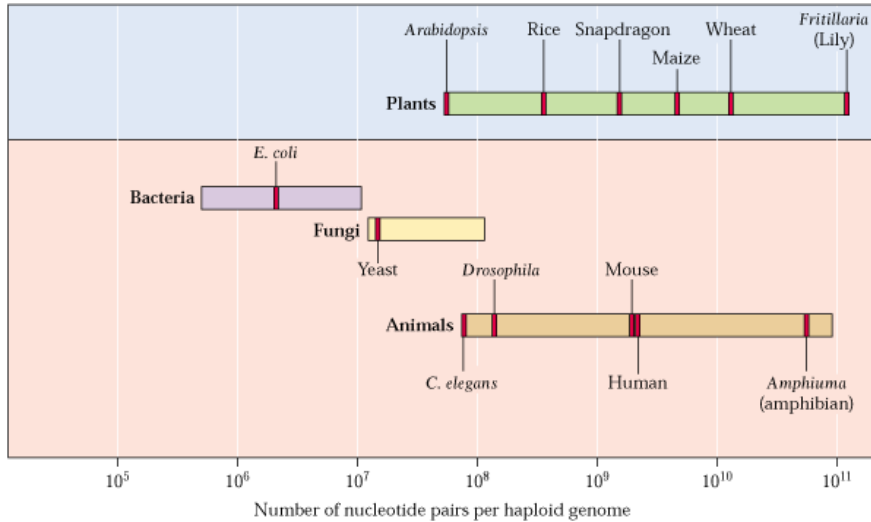 Arabidopsis
Rice
Snapdragon
Maize
Wheat
Fritillaria
(Lily)
Plants
E. coli
Bacteria
Fungi
Yeast
Drosophila
Mouse
Animals
C. elegans
Human
Amphiuma
(amphibian)
10⁵ 10⁶ 10⁷ 10⁸ 10⁹ 10¹⁰ 10¹¹
Number of nucleotide pairs per haploid genome